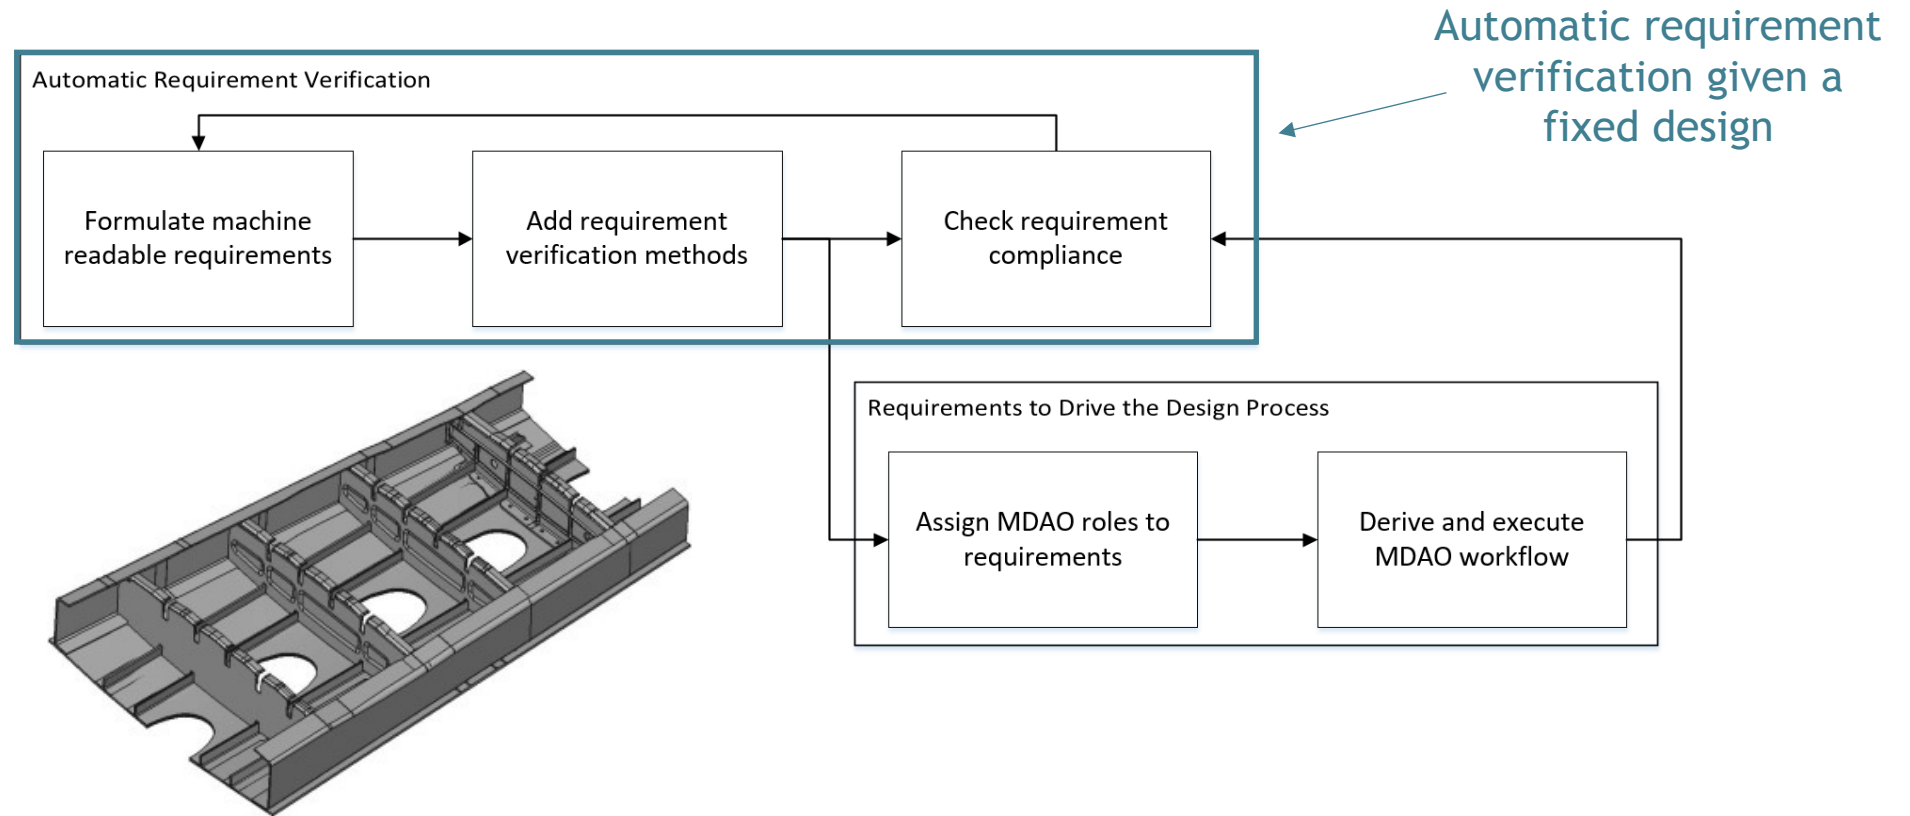 Automatic requirement
verification given a
fixed design
Automatic Requirement Verification
Formulate machine
readable requirements
Add requirement
verification methods
Check requirement
compliance
Requirements to Drive the Design Process
Assign MDAO roles to
requirements
Derive and execute
MDAO workflow